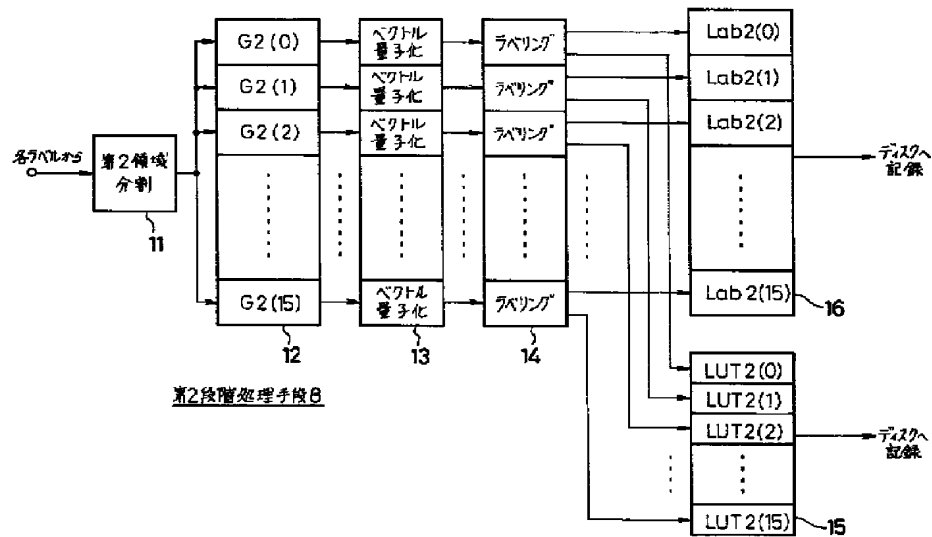 各ラベルから
第2領域
分割
11
G2(0)
G2(1)
G2(2)
G2(15)
12
ベクトル
量子化
ベクトル
量子化
ベクトル
量子化
ベクトル
量子化
13
ラベリング
ラベリング
ラベリング
ラベリング
14
Lab2(0)
Lab2(1)
Lab2(2)
Lab2(15)
16
ディスクへ
記録
LUT2(0)
LUT2(1)
LUT2(2)
LUT2(15)
15
ディスクへ
記録
第2段階処理手段8